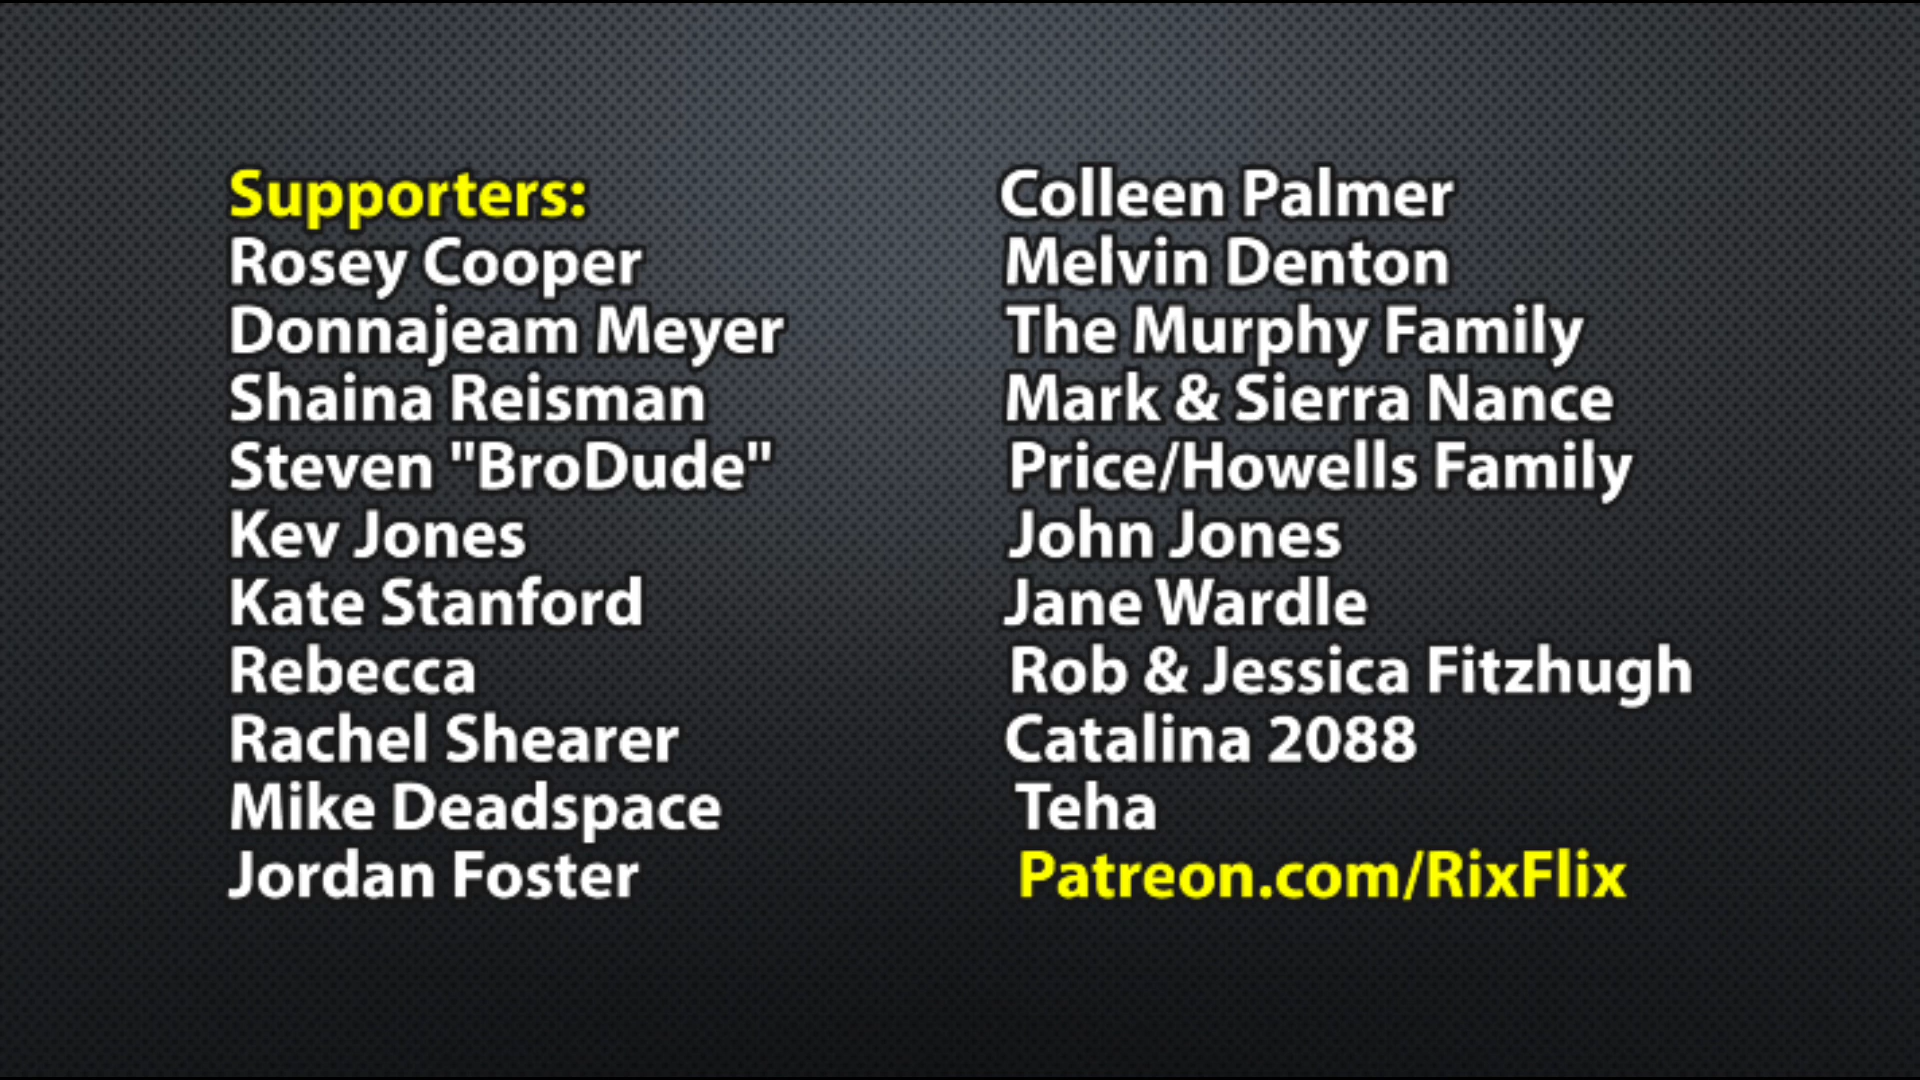 Supporters:
Rosey Cooper
Donnajeam Meyer
Shaina Reisman
Steven "BroDude"
Kev Jones
Kate Stanford
Rebecca
Rachel Shearer
Mike Deadspace
Jordan Foster
Colleen Palmer
Melvin Denton
The Murphy Family
Mark & Sierra Nance
Price/Howells Family
John Jones
Jane Wardle
Rob & Jessica Fitzhugh
Catalina 2088
Teha
Patreon.com/RixFlix